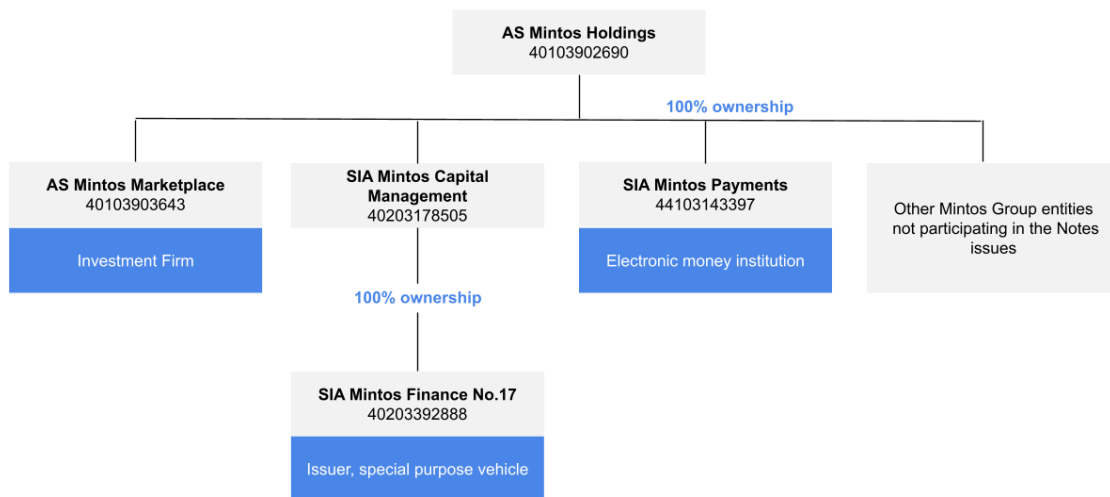 AS Mintos Holdings
40103902690
100% ownership
AS Mintos Marketplace
40103903643
Investment Firm
SIA Mintos Capital
Management
40203178505
SIA Mintos Payments
44103143397
Electronic money institution
Other Mintos Group entities
not participating in the Notes
issues
100% ownership
SIA Mintos Finance No.17
40203392888
Issuer, special purpose vehicle